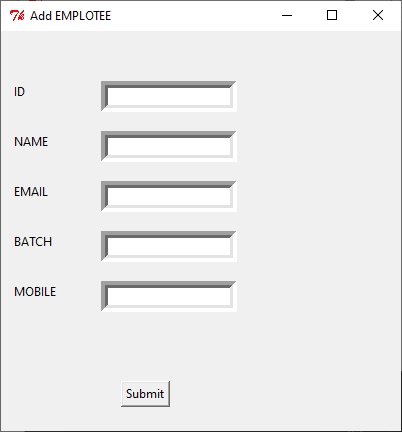 Add EMPLOTEE
ID
NAME
EMAIL
BATCH
MOBILE
Submit